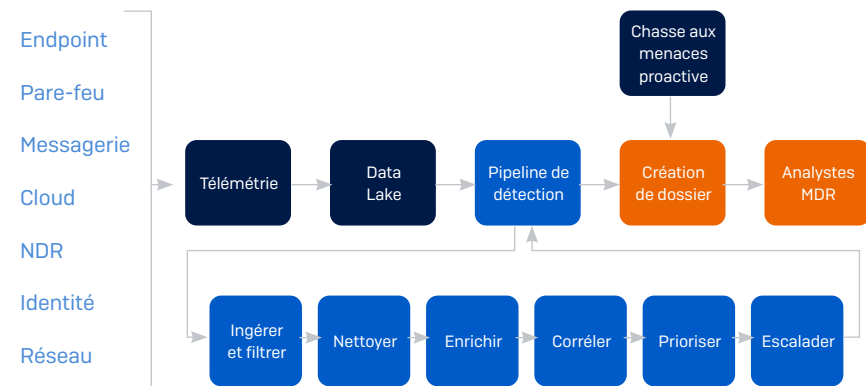 Endpoint
Pare-feu
Messagerie
Cloud
NDR
Identité
Réseau
Chasse aux
menaces
proactive
Télémétrie
Data
Lake
Pipeline de
détection
Création
de dossier
Analystes
MDR
Ingérer
et filtrer
Nettoyer
Enrichir
Corréler
Prioriser
Escalader